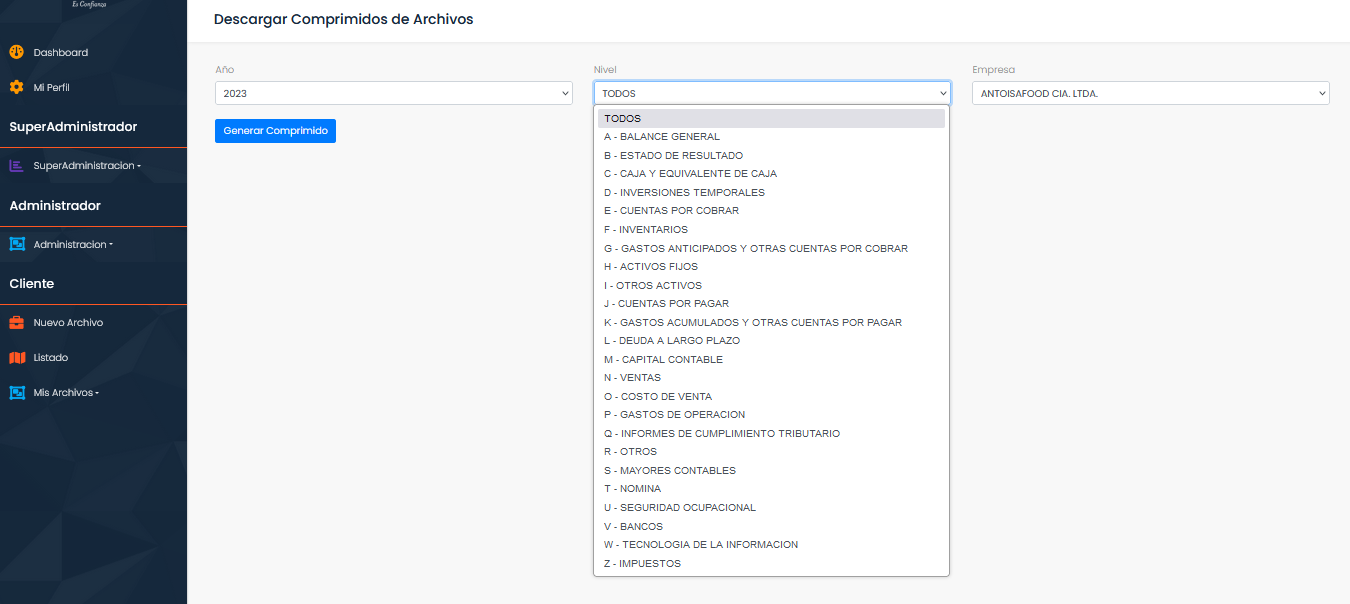 Es Confianza
Descargar Comprimidos de Archivos
Dashboard
Mi Perfil
SuperAdministrador
SuperAdministracion
Administrador
Administracion
Cliente
Nuevo Archivo
Listado
Mis Archivos
Año
2023
Generar Comprimido
Nivel
TODOS
TODOS
A - BALANCE GENERAL
B - ESTADO DE RESULTADO
C - CAJA Y EQUIVALENTE DE CAJA
D - INVERSIONES TEMPORALES
E - CUENTAS POR COBRAR
F - INVENTARIOS
G - GASTOS ANTICIPADOS Y OTRAS CUENTAS POR COBRAR
H - ACTIVOS FIJOS
I - OTROS ACTIVOS
J - CUENTAS POR PAGAR
K - GASTOS ACUMULADOS Y OTRAS CUENTAS POR PAGAR
L - DEUDA A LARGO PLAZO
M - CAPITAL CONTABLE
N - VENTAS
O - COSTO DE VENTA
P - GASTOS DE OPERACION
Q - INFORMES DE CUMPLIMIENTO TRIBUTARIO
R - OTROS
S - MAYORES CONTABLES
T - NOMINA
U - SEGURIDAD OCUPACIONAL
V - BANCOS
W - TECNOLOGIA DE LA INFORMACION
Z - IMPUESTOS
Empresa
ANTOISAFOOD CIA. LTDA.